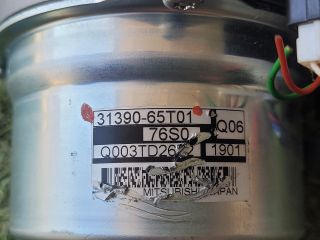 31390-65T01
76S0 Q06
Q003TD26 1901
MITSUBISHI JAPAN